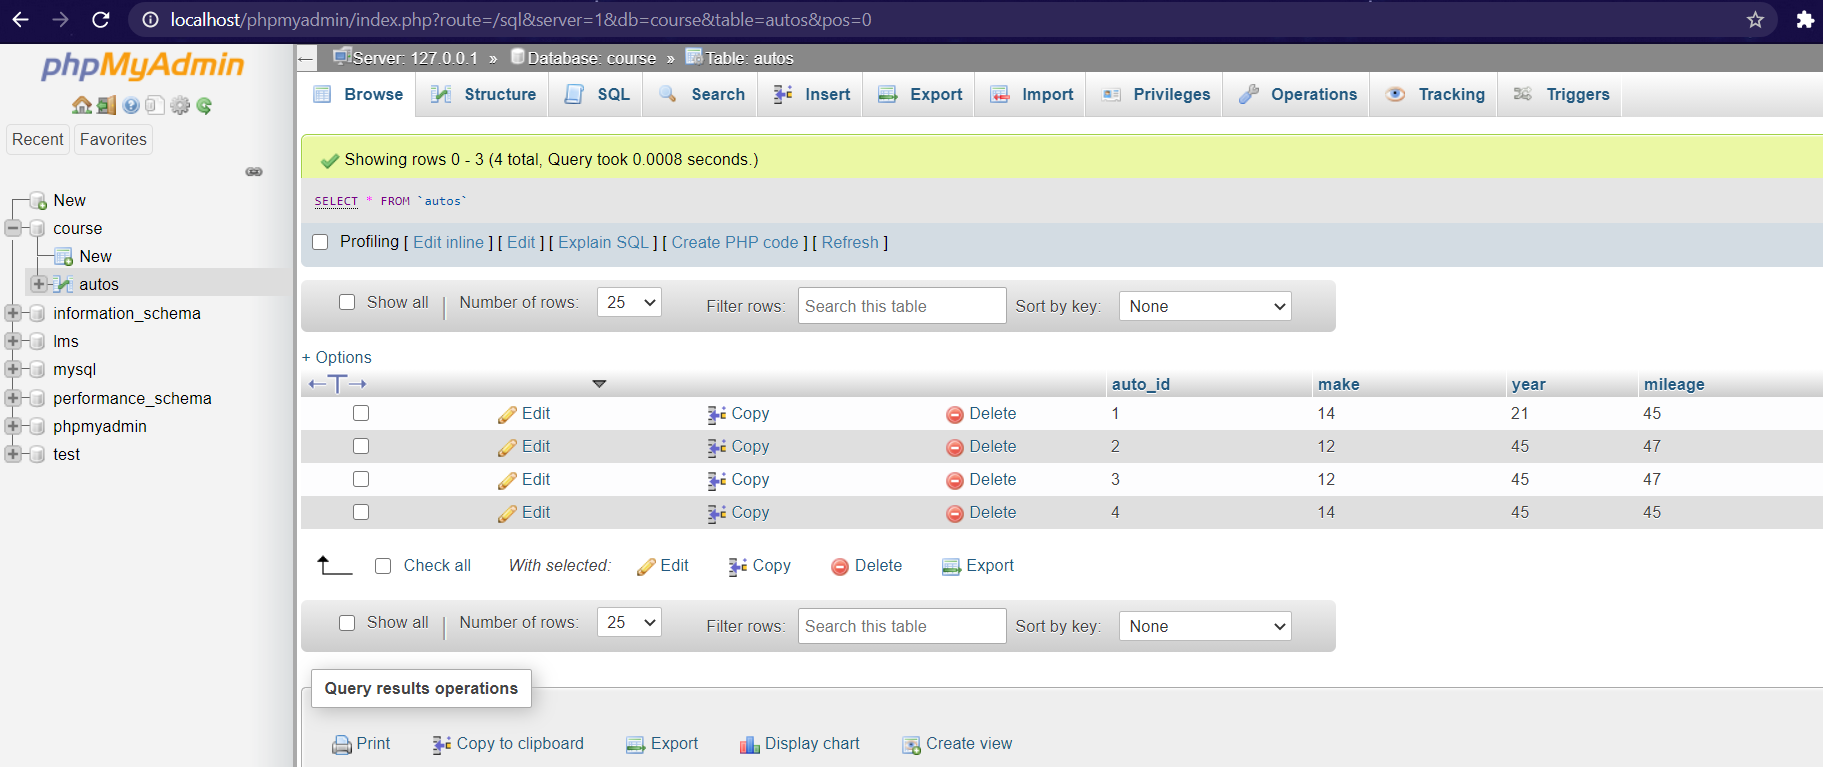 localhost/phpmyadmin/index.php?route=/sql&server=1&db=course&table=autos&pos=0
phpMyAdmin
Recent Favorites
New
course
New
autos
information_schema
lms
mysql
performance_schema
phpmyadmin
test
Server: 127.0.0.1 » Database: course » Table: autos
Browse Structure SQL Search Insert Export Import Privileges Operations Tracking Triggers
Showing rows 0 - 3 (4 total, Query took 0.0008 seconds.)
SELECT * FROM `autos`
Profiling [ Edit inline ] [ Edit ] [ Explain SQL ] [ Create PHP code ] [ Refresh ]
Show all | Number of rows: 25 Filter rows: Search this table Sort by key: None
+ Options
←T→ auto_id make year mileage
Edit Copy Delete 1 14 21 45
Edit Copy Delete 2 12 45 47
Edit Copy Delete 3 12 45 47
Edit Copy Delete 4 14 45 45
Check all With selected: Edit Copy Delete Export
Show all | Number of rows: 25 Filter rows: Search this table Sort by key: None
Query results operations
Print Copy to clipboard Export Display chart Create view